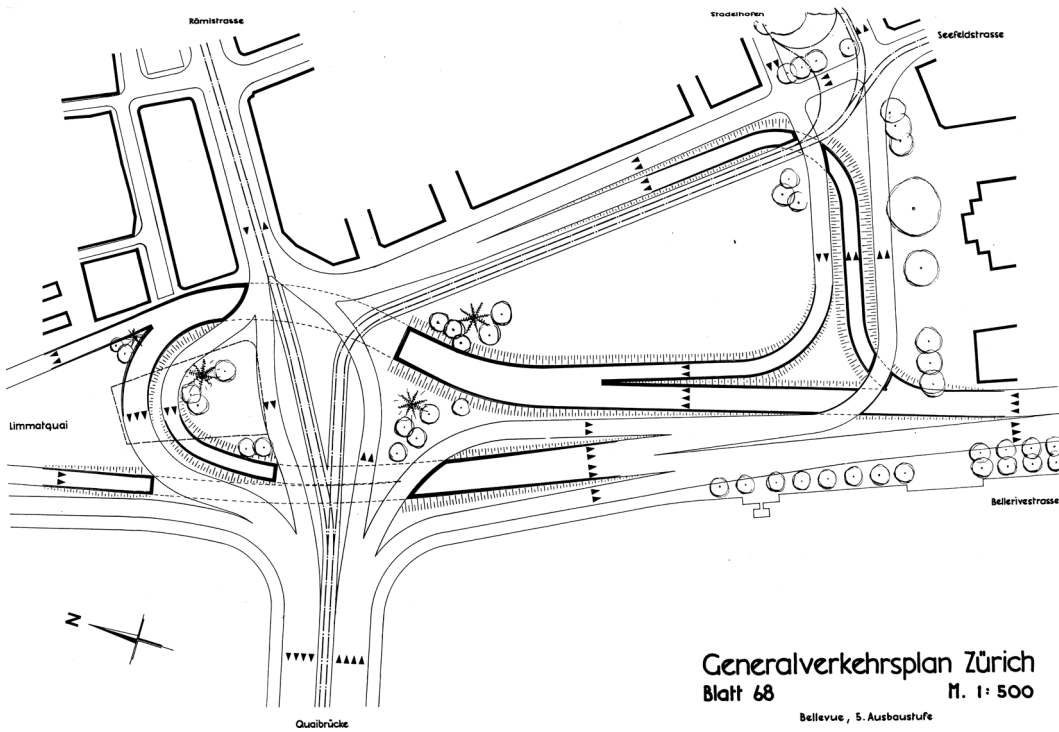 Rämistrasse
Stadelhofen
Seefeldstrasse
Limmatquai
Bellerivestrasse
N
Quaibrücke
Generalverkehrsplan Zürich
Blatt 68 M. 1:500
Bellevue, 5. Ausbaustufe